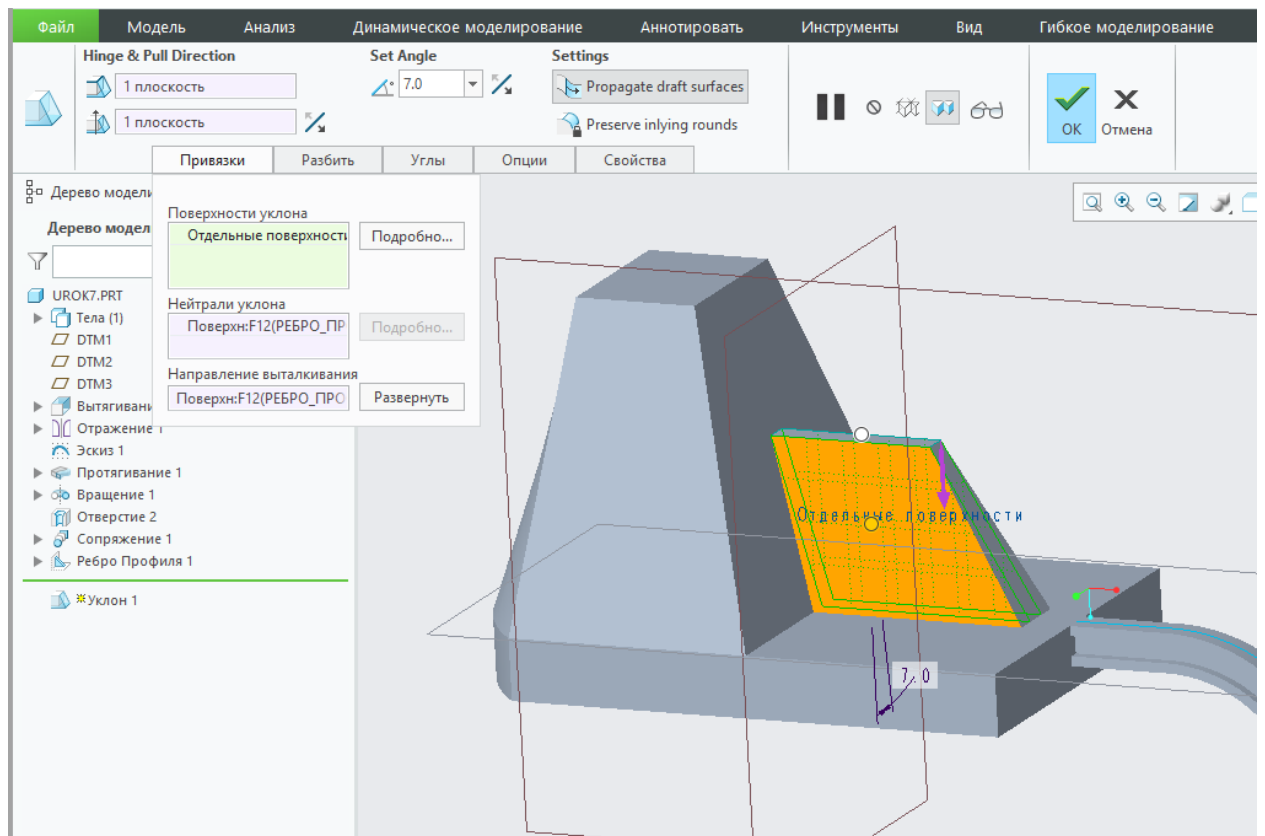 Файл Модель Анализ Динамическое моделирование Аннотировать Инструменты Вид Гибкое моделирование
Hinge & Pull Direction Set Angle Settings
1 плоскость 7.0 Propagate draft surfaces
1 плоскость Preserve inlying rounds
OK Отмена
Привязки Разбить Углы Опции Свойства
Дерево модели
Дерево модел
UROK7.PRT
Тела (1)
DTM1
DTM2
DTM3
Вытягивани
Отражение 1
Эскиз 1
Протягивание 1
Вращение 1
Отверстие 2
Сопряжение 1
Ребро Профиля 1
Уклон 1
Поверхности уклона
Отдельные поверхности Подробно...
Нейтрали уклона
Поверхн:F12(РЕБРО_ПР Подробно...
Направление выталкивания
Поверхн:F12(РЕБРО_ПРО Развернуть
Отдельные поверхности
7.0